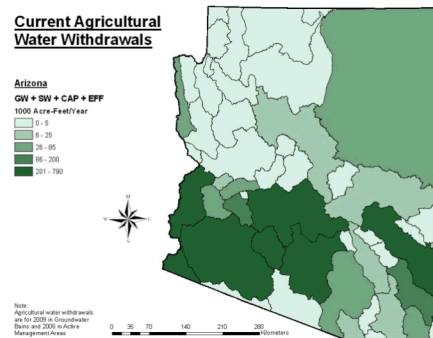 Current Agricultural
Water Withdrawals
Arizona
GW + SW + CAP + EFF
1000 Acre-Feet/Year
0 - 5
6 - 25
26 - 85
86 - 200
201 - 790
N
W
E
S
Note:
Agricultural water withdrawals
are for 2009 in Groundwater
Bains and 2006 in Active
Management Areas
0 35 70 140 210 280
Kilometers